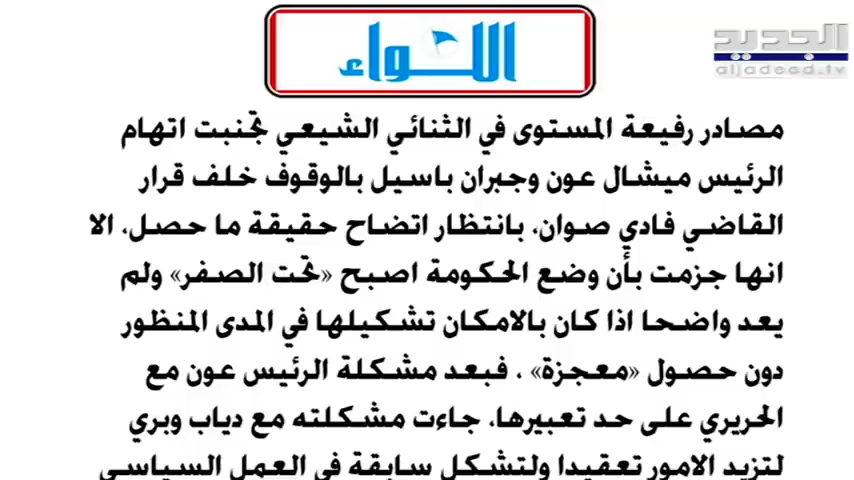 اللواء
الجديد
aljadeed.tv
مصادر رفيعة المستوى في الثنائي الشيعي تجنبت اتهام
الرئيس ميشال عون وجبران باسيل بالوقوف خلف قرار
القاضي فادي صوان، بانتظار اتضاح حقيقة ما حصل، الا
انها جزمت بأن وضع الحكومة اصبح «تحت الصفر» ولم
يعد واضحا اذا كان بالامكان تشكيلها في المدى المنظور
دون حصول «معجزة» ، فبعد مشكلة الرئيس عون مع
الحريري على حد تعبيرها، جاءت مشكلته مع دياب وبري
لتزيد الامور تعقيدا ولتشكل سابقة في العمل السياسي